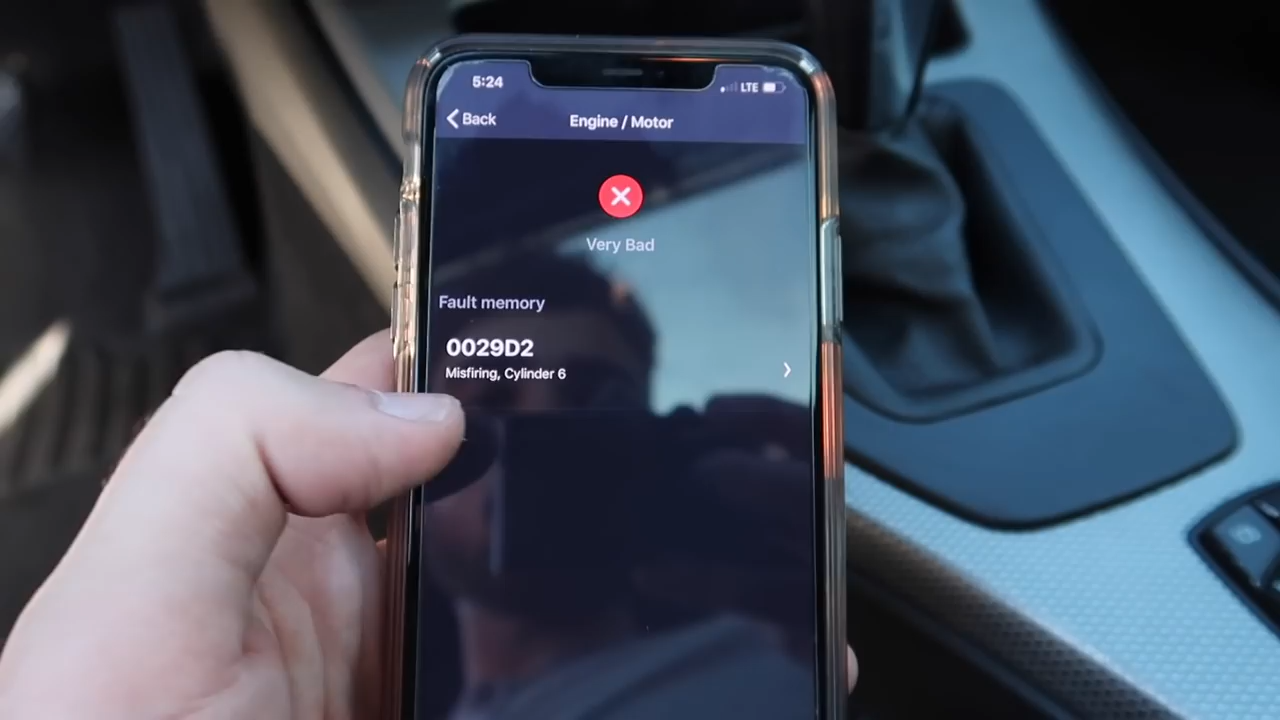 5:24
LTE
Back
Engine / Motor
Very Bad
Fault memory
0029D2
Misfiring, Cylinder 6